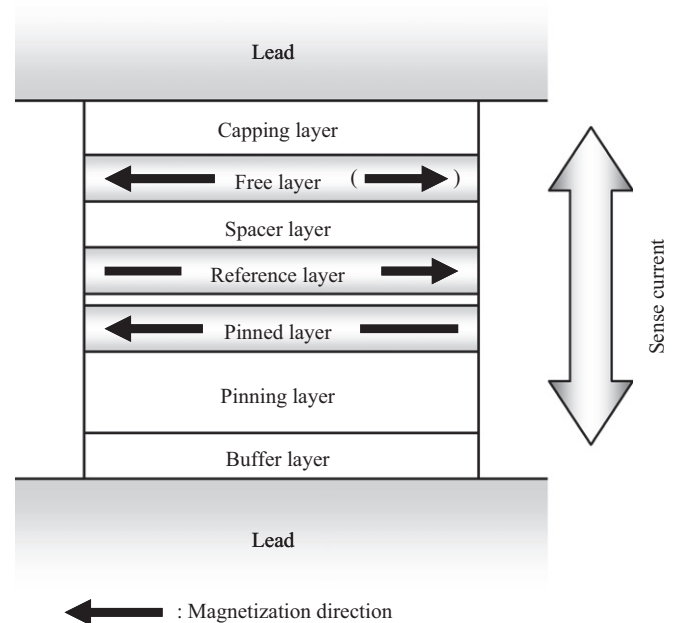 Lead
Capping layer
Free layer ( )
Spacer layer
Reference layer
Pinned layer
Pinning layer
Buffer layer
Lead
Sense current
: Magnetization direction